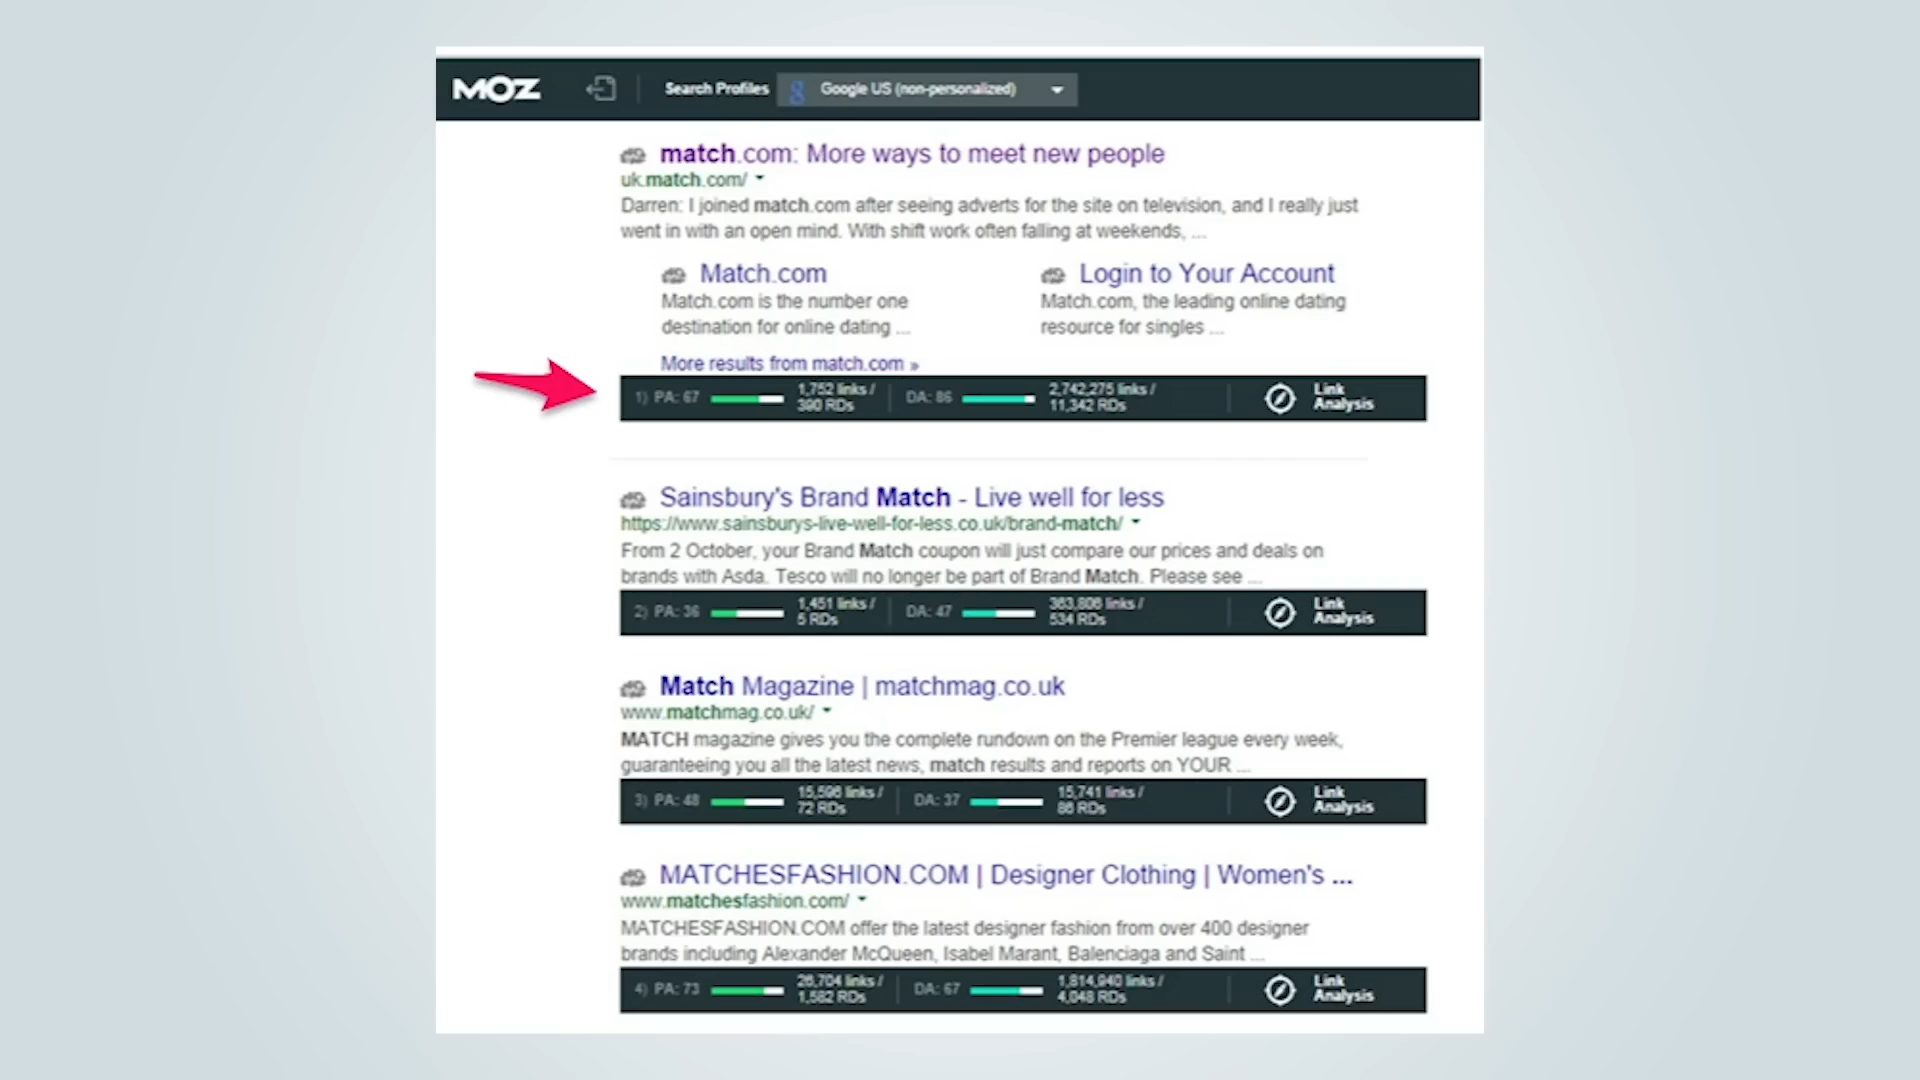 MOZ
Search Profiles
Google US (non-personalized)
match.com: More ways to meet new people
uk.match.com/
Darren: I joined match.com after seeing adverts for the site on television, and I really just
went in with an open mind. With shift work often falling at weekends, ...
Match.com
Match.com is the number one
destination for online dating ...
Login to Your Account
Match.com, the leading online dating
resource for singles ...
More results from match.com »
1) PA: 67
1,752 links /
390 RDs
DA: 86
2,742,275 links /
11,342 RDs
Link
Analysis
Sainsbury's Brand Match - Live well for less
https://www.sainsburys-live-well-for-less.co.uk/brand-match/
From 2 October, your Brand Match coupon will just compare our prices and deals on
brands with Asda. Tesco will no longer be part of Brand Match. Please see ...
2) PA: 36
1,451 links /
5 RDs
DA: 47
363,806 links /
534 RDs
Link
Analysis
Match Magazine | matchmag.co.uk
www.matchmag.co.uk/
MATCH magazine gives you the complete rundown on the Premier league every week,
guaranteeing you all the latest news, match results and reports on YOUR ...
3) PA: 48
15,596 links /
72 RDs
DA: 37
15,741 links /
86 RDs
Link
Analysis
MATCHESFASHION.COM | Designer Clothing | Women's ...
www.matchesfashion.com/
MATCHESFASHION.COM offer the latest designer fashion from over 400 designer
brands including Alexander McQueen, Isabel Marant, Balenciaga and Saint ...
4) PA: 73
26,704 links /
1,582 RDs
DA: 67
1,814,940 links /
4,048 RDs
Link
Analysis